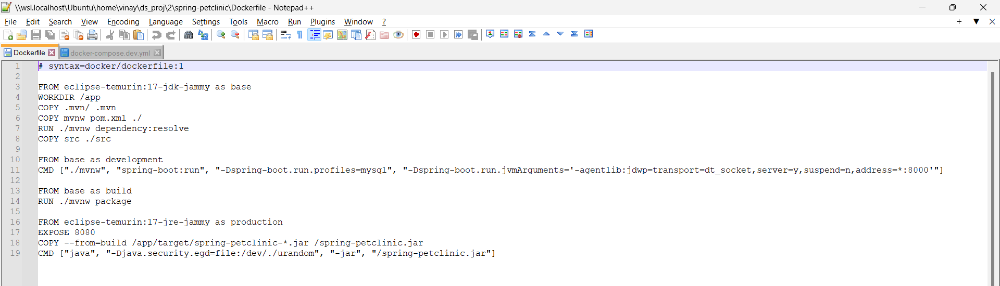 \\wsl.localhost\Ubuntu\home\vinay\ds_proj\2\spring-petclinic\Dockerfile - Notepad++
File Edit Search View Encoding Language Settings Tools Macro Run Plugins Window ?
Dockerfile docker-compose.dev.yml
1 # syntax=docker/dockerfile:1
2
3 FROM eclipse-temurin:17-jdk-jammy as base
4 WORKDIR /app
5 COPY .mvn/ .mvn
6 COPY mvnw pom.xml ./
7 RUN ./mvnw dependency:resolve
8 COPY src ./src
9
10 FROM base as development
11 CMD ["./mvnw", "spring-boot:run", "-Dspring-boot.run.profiles=mysql", "-Dspring-boot.run.jvmArguments='-agentlib:jdwp=transport=dt_socket,server=y,suspend=n,address=*:8000'"]
12
13 FROM base as build
14 RUN ./mvnw package
15
16 FROM eclipse-temurin:17-jre-jammy as production
17 EXPOSE 8080
18 COPY --from=build /app/target/spring-petclinic-*.jar /spring-petclinic.jar
19 CMD ["java", "-Djava.security.egd=file:/dev/./urandom", "-jar", "/spring-petclinic.jar"]